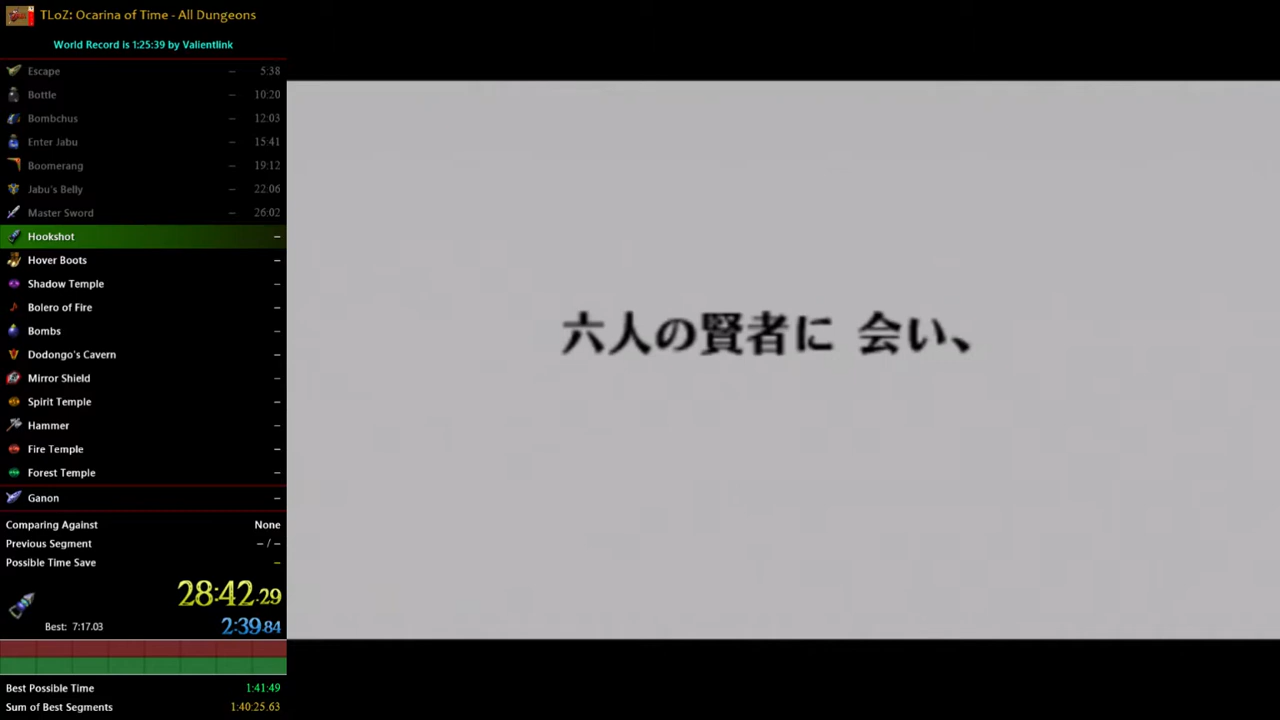 TLoZ: Ocarina of Time - All Dungeons
World Record is 1:25:39 by Valientlink
Escape – 5:38
Bottle – 10:20
Bombchus – 12:03
Enter Jabu – 15:41
Boomerang – 19:12
Jabu's Belly – 22:06
Master Sword – 26:02
Hookshot –
Hover Boots –
Shadow Temple –
Bolero of Fire –
Bombs –
Dodongo's Cavern –
Mirror Shield –
Spirit Temple –
Hammer –
Fire Temple –
Forest Temple –
Ganon –
Comparing Against None
Previous Segment – / –
Possible Time Save –
28:42.29
Best: 7:17.03 2:39.84
Best Possible Time 1:41:49
Sum of Best Segments 1:40:25.63
六人の賢者に 会い、